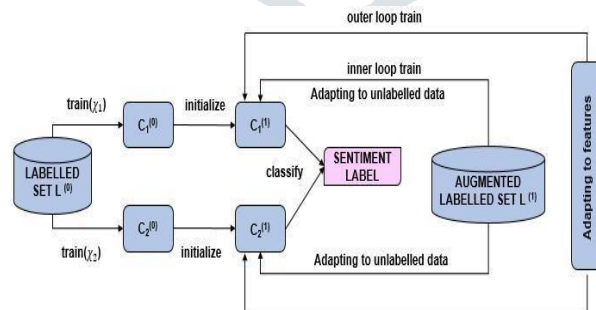 outer loop train
inner loop train
Adapting to unlabelled data
train(χ₁)
C₁⁽⁰⁾
initialize
C₁⁽¹⁾
LABELLED
SET L⁽⁰⁾
SENTIMENT
LABEL
classify
AUGMENTED
LABELLED SET L⁽¹⁾
Adapting to features
C₂⁽⁰⁾
C₂⁽¹⁾
train(χ₂)
initialize
Adapting to unlabelled data